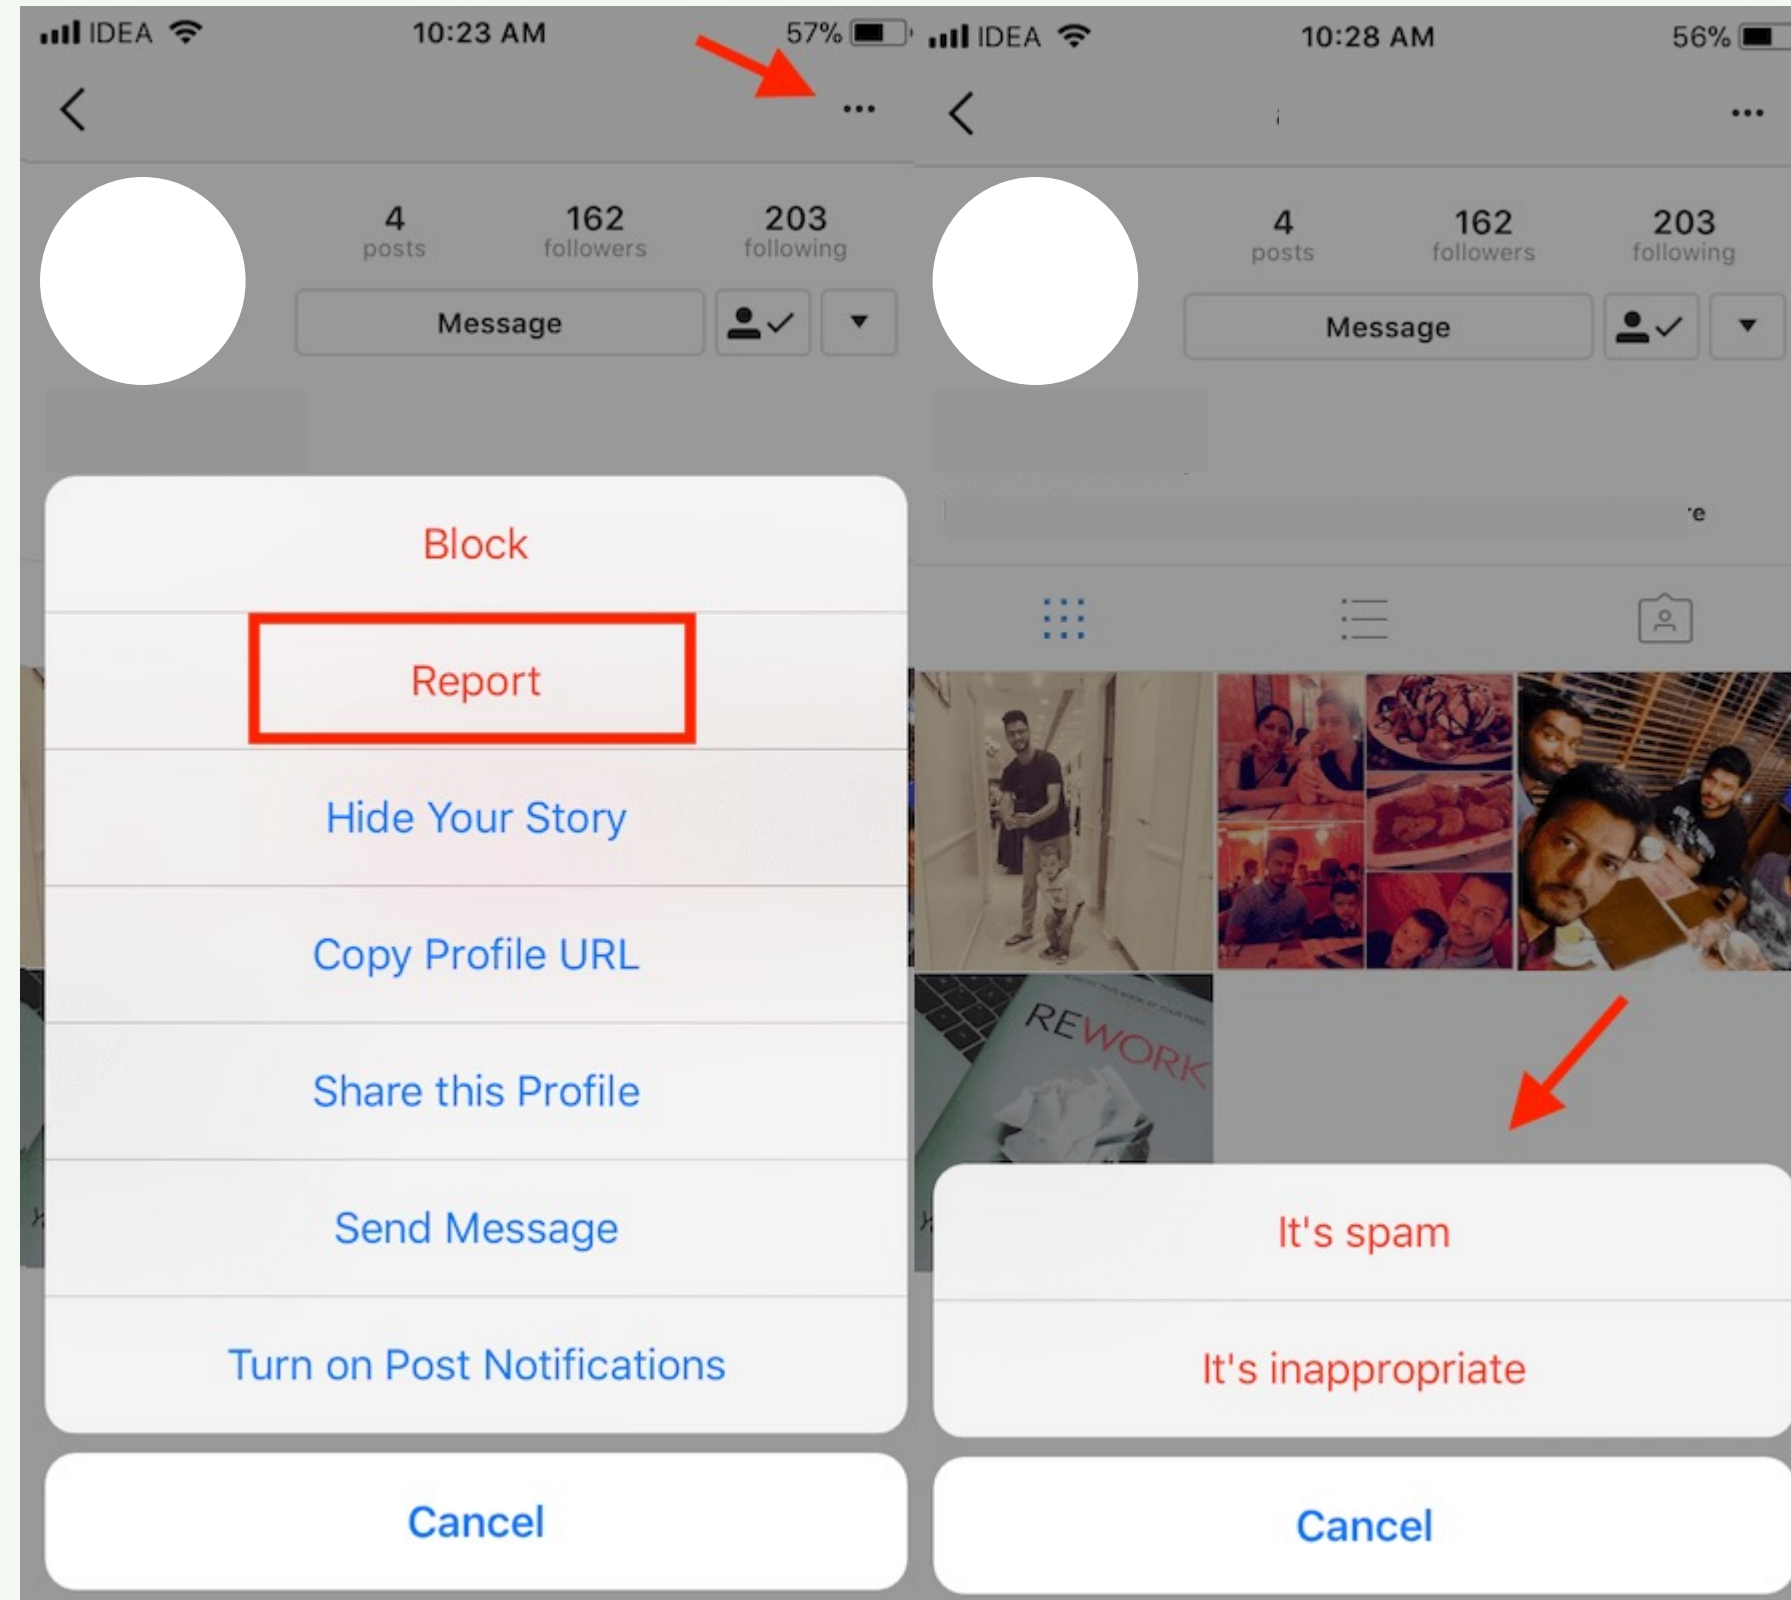 IDEA
10:23 AM
57%
4
posts
162
followers
203
following
Message
Block
Report
Hide Your Story
Copy Profile URL
Share this Profile
Send Message
Turn on Post Notifications
Cancel
IDEA
10:28 AM
56%
4
posts
162
followers
203
following
Message
re
REWORK
It's spam
It's inappropriate
Cancel